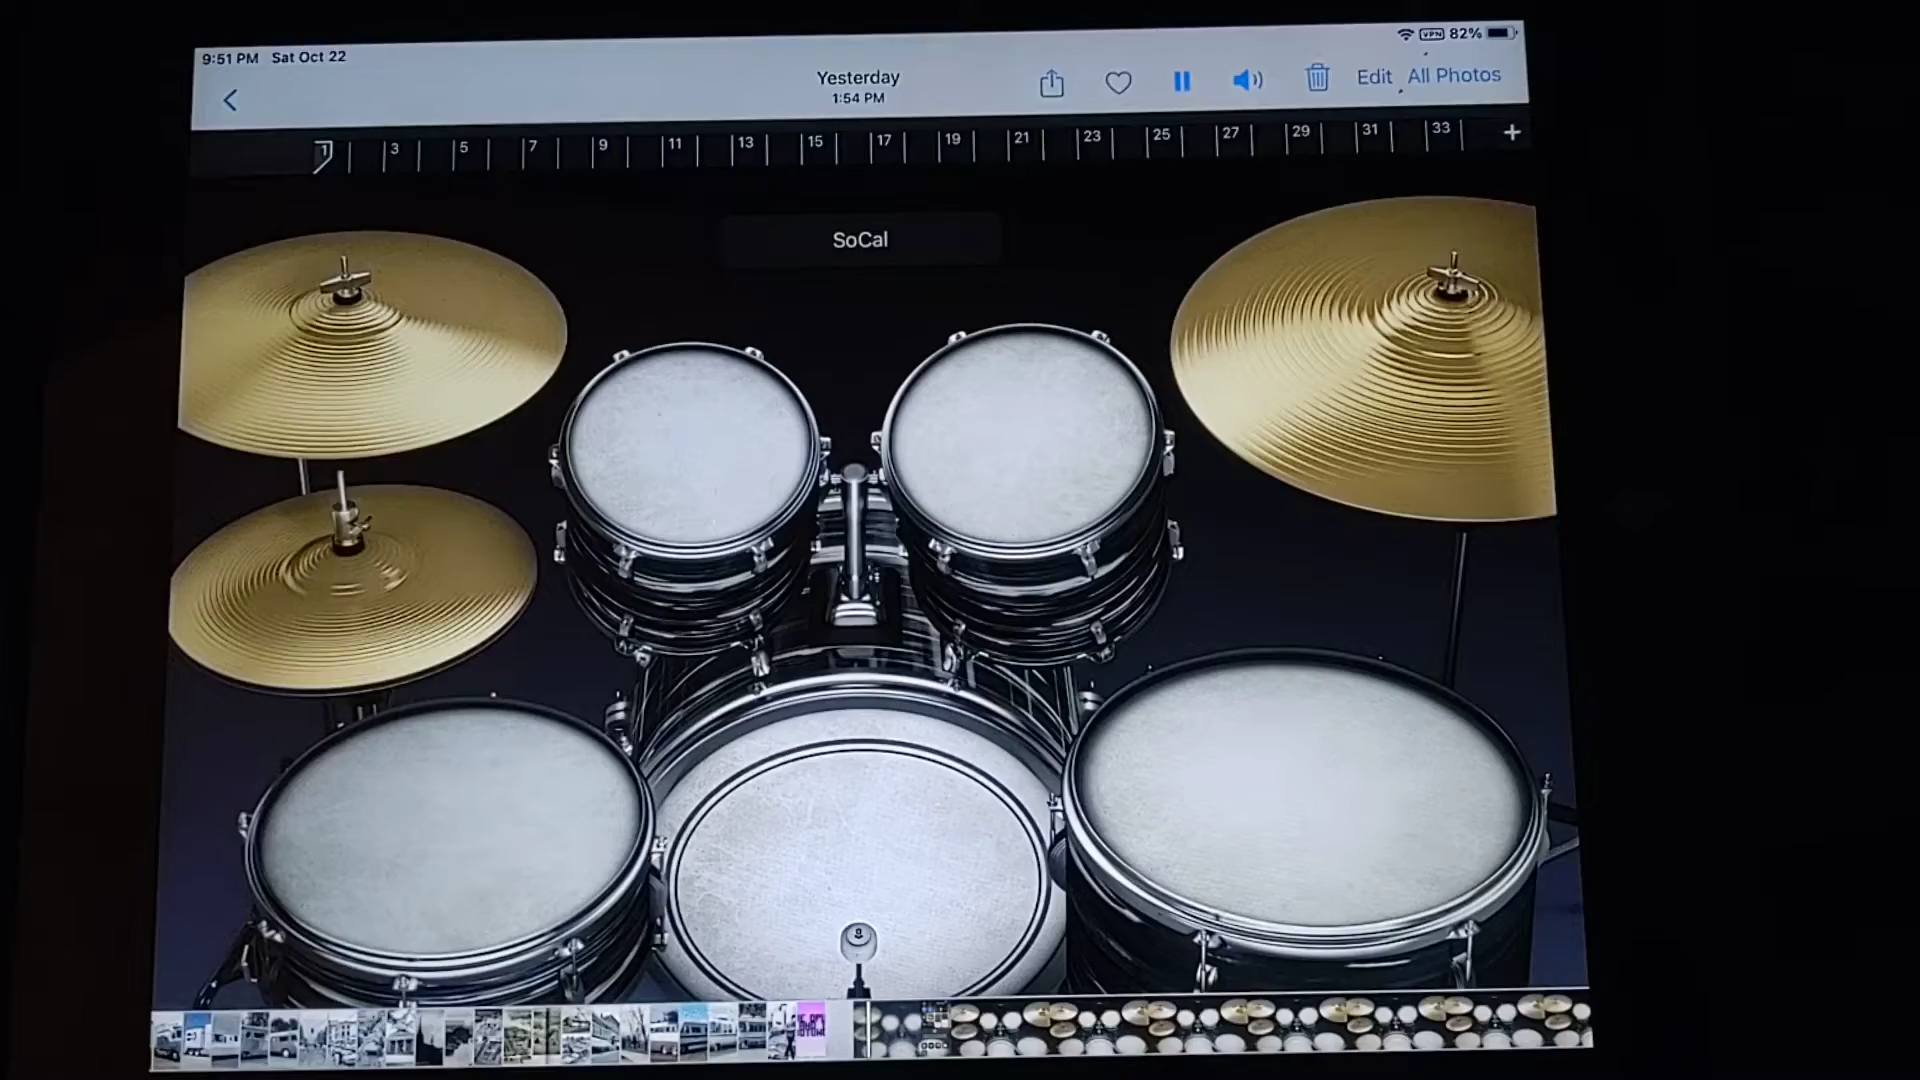 9:51 PM Sat Oct 22
VPN 82%
Yesterday
1:54 PM
Edit All Photos
1 3 5 7 9 11 13 15 17 19 21 23 25 27 29 31 33
SoCal